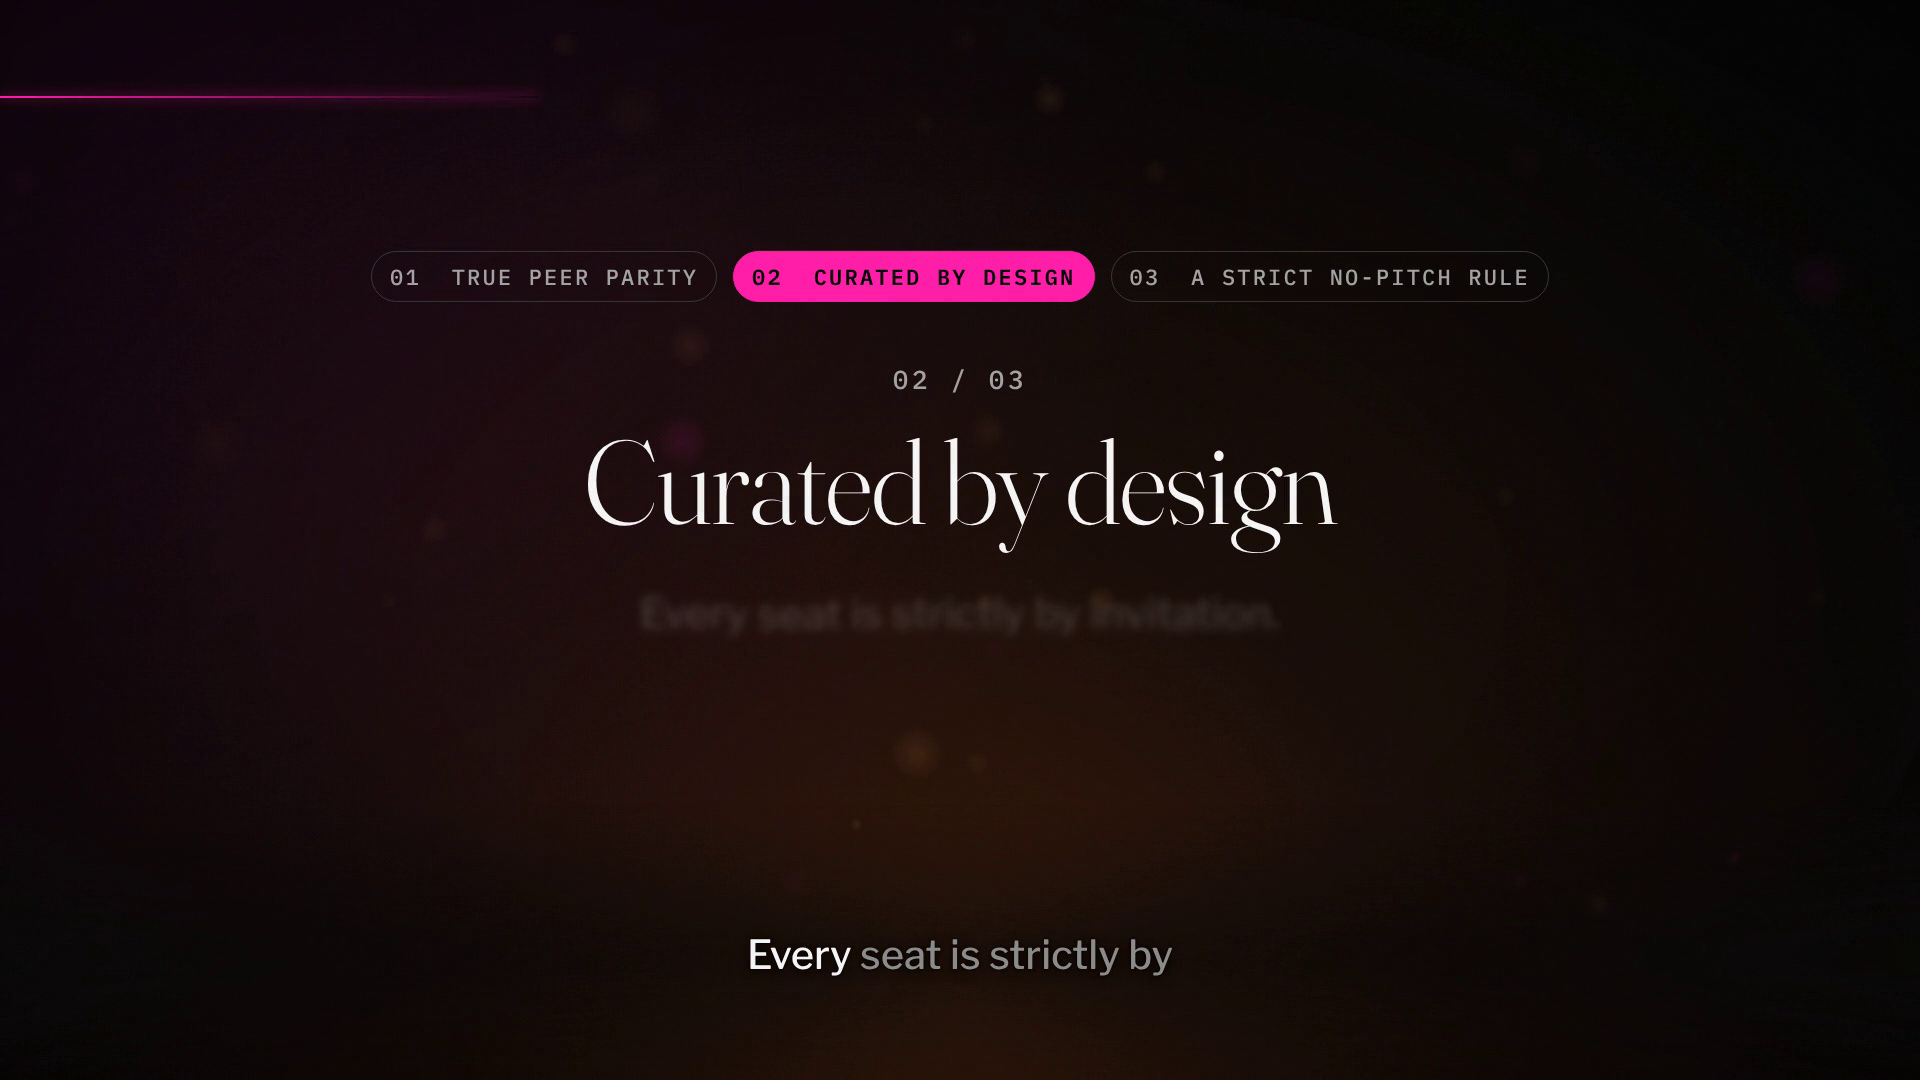 01 TRUE PEER PARITY
02 CURATED BY DESIGN
03 A STRICT NO-PITCH RULE
02 / 03
Curated by design
Every seat is strictly by invitation.
Every seat is strictly by